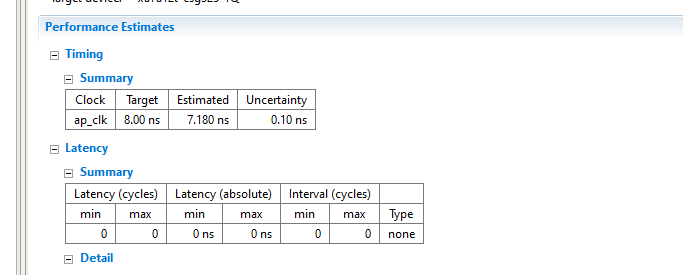 Performance Estimates
Timing
Summary
Clock Target Estimated Uncertainty
ap_clk 8.00 ns 7.180 ns 0.10 ns
Latency
Summary
Latency (cycles) Latency (absolute) Interval (cycles)
min max min max min max Type
0 0 0 ns 0 ns 0 0 none
Detail